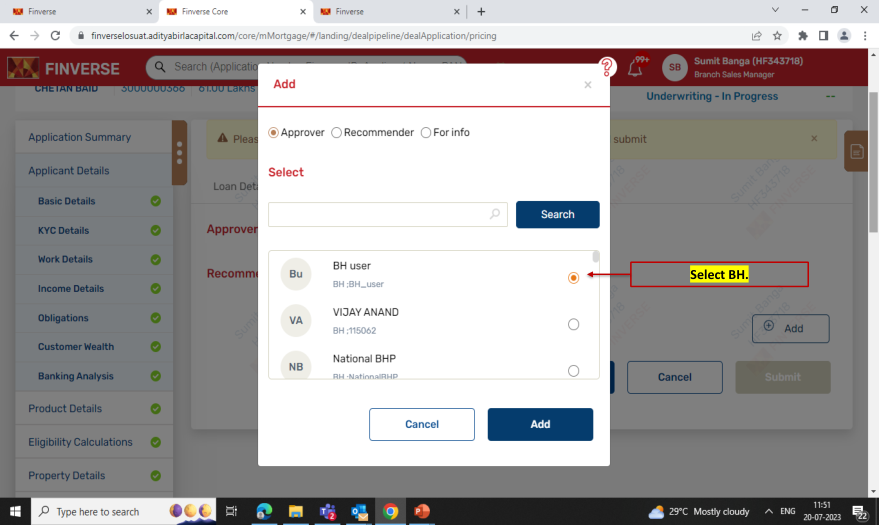 Finverse
Finverse Core
Finverse
finverselosuat.adityabirlacapital.com/core/mMortgage/#/landing/dealpipeline/dealApplication/pricing
FINVERSE
Search (Applicatio
99+
SB
Sumit Banga (HF343718)
Branch Sales Manager
CHETAN BAID
3000000366
61.00 Lakhs
Underwriting - In Progress
--
Application Summary
Applicant Details
Basic Details
KYC Details
Work Details
Income Details
Obligations
Customer Wealth
Banking Analysis
Product Details
Eligibility Calculations
Property Details
Pleas
submit
Loan Deta
Approver
Recomme
Add
Approver
Recommender
For info
Select
Search
Bu
BH user
BH ;BH_user
VA
VIJAY ANAND
BH ;115062
NB
National BHP
BH ;NationalBHP
Cancel
Add
Select BH.
Add
Cancel
Submit
Type here to search
29°C Mostly cloudy
ENG
11:51
20-07-2023
22